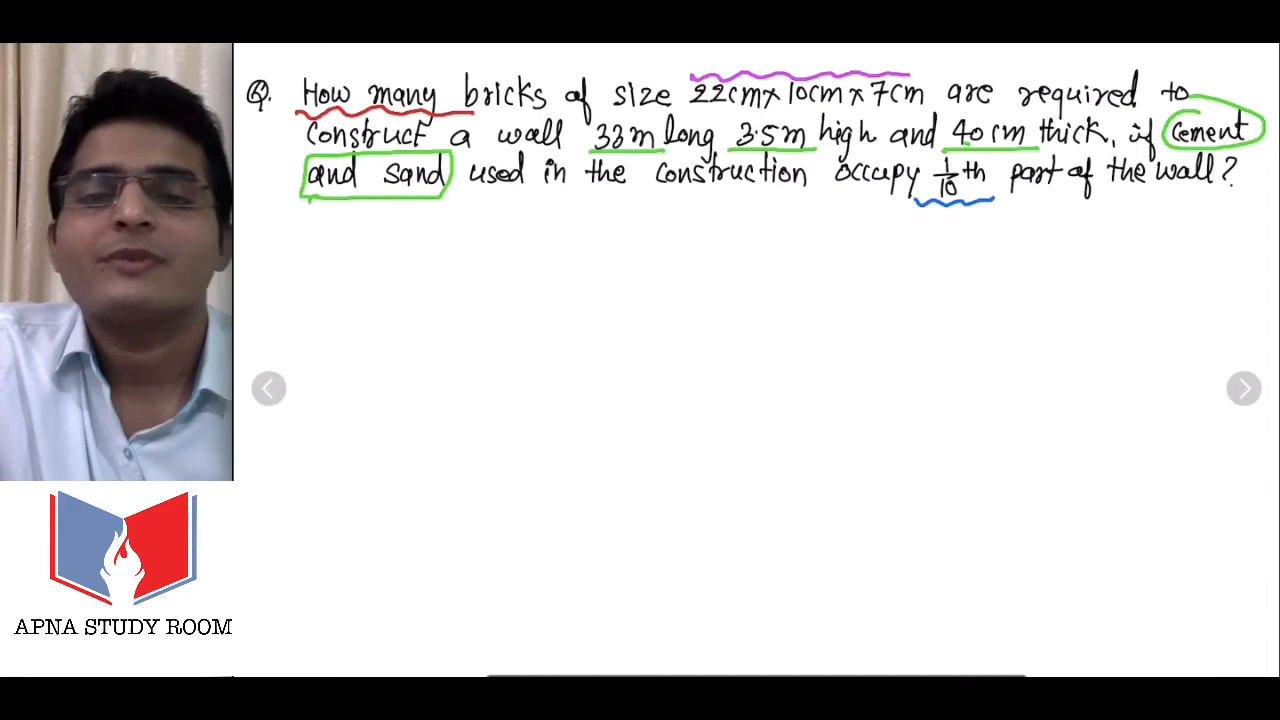 Q. How many bricks of size 22cm x 10cm x 7cm are required to
construct a wall 33m long 3.5m high and 40cm thick, if cement
and sand used in the construction occupy 1/10 th part of the wall?
APNA STUDY ROOM